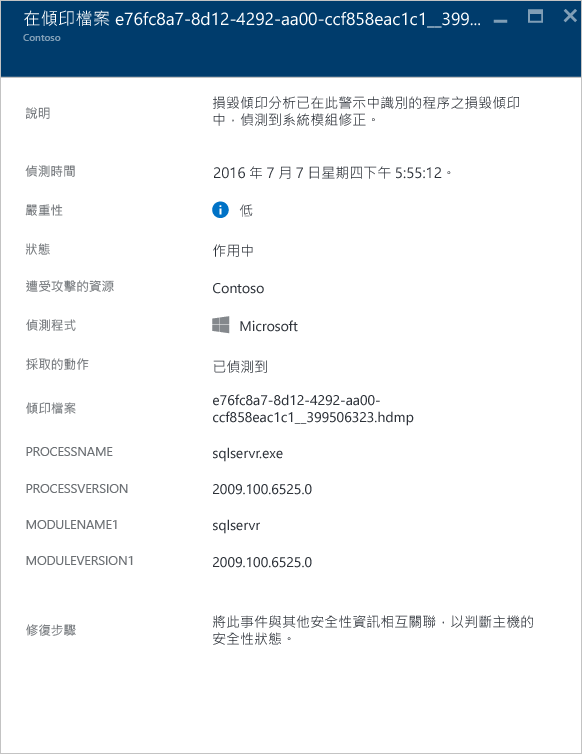 在傾印檔案 e76fc8a7-8d12-4292-aa00-ccf858eac1c1__399...
Contoso
說明
損毀傾印分析已在此警示中識別的程序之損毀傾印
中，偵測到系統模組修正。
偵測時間
2016 年 7 月 7 日星期四下午 5:55:12。
嚴重性
低
狀態
作用中
遭受攻擊的資源
Contoso
偵測程式
Microsoft
採取的動作
已偵測到
傾印檔案
e76fc8a7-8d12-4292-aa00-
ccf858eac1c1__399506323.hdmp
PROCESSNAME
sqlservr.exe
PROCESSVERSION
2009.100.6525.0
MODULENAME1
sqlservr
MODULEVERSION1
2009.100.6525.0
修復步驟
將此事件與其他安全性資訊相互關聯，以判斷主機的
安全性狀態。